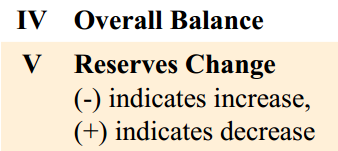 IV Overall Balance
V Reserves Change
(-) indicates increase,
(+) indicates decrease